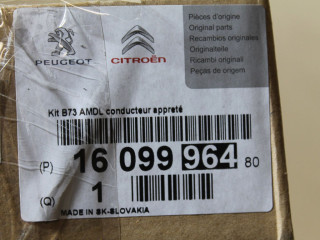 Pièces d'origine
Original parts
Recambios originales
Originalteile
Ricambi originali
Peças de origem
PEUGEOT
CITROËN
Kit B73 AMDL conducteur appreté
(P) 16 099 964 80
(Q) 1
MADE IN SK-SLOVAKIA